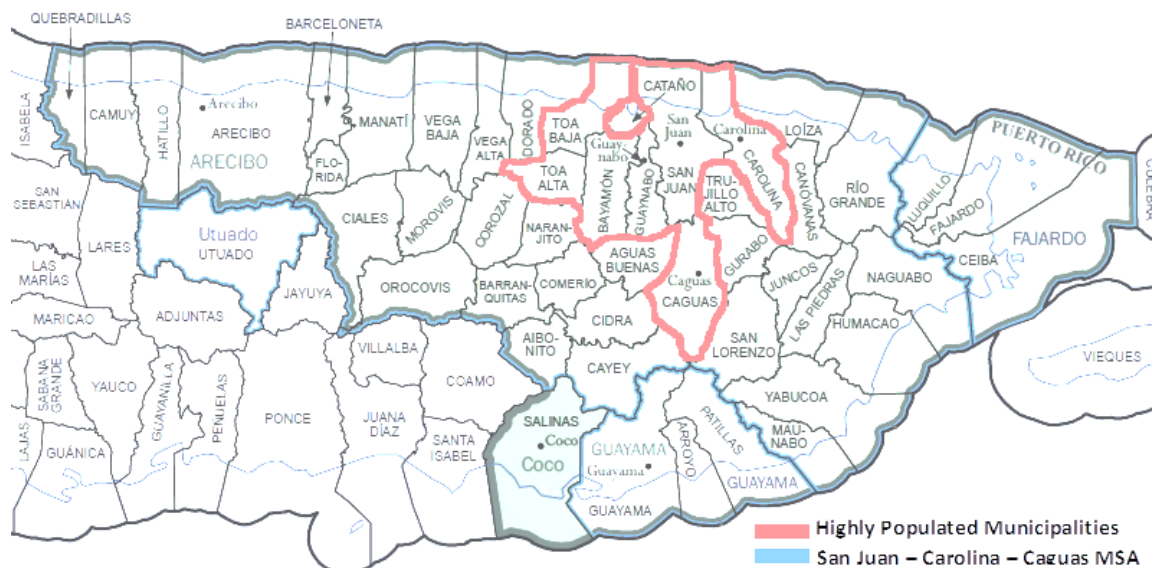 QUEBRADILLAS
BARCELONETA
ISABELA
CAMUY
HATILLO
Arecibo
ARECIBO
ARECIBO
MANATÍ
FLO-
RIDA
VEGA
BAJA
VEGA
ALTA
DORADO
TOA
BAJA
TOA
ALTA
CATAÑO
Guay-
nabo
BAYAMÓN
GUAYNABO
San
Juan
SAN
JUAN
Carolina
CAROLINA
TRU-
JILLO
ALTO
LOÍZA
CANÓVANAS
RÍO
GRANDE
LUQUILLO
FAJARDO
PUERTO RICO
FAJARDO
CEIBA
CULEBRA
SAN
SEBASTIÁN
LARES
Utuado
UTUADO
CIALES
MOROVIS
COROZAL
NARAN-
JITO
AGUAS
BUENAS
Caguas
CAGUAS
GURABO
JUNCOS
LAS PIEDRAS
NAGUABO
HUMACAO
LAS
MARÍAS
MARICAO
ADJUNTAS
JAYUYA
OROCOVIS
BARRAN-
QUITAS
COMERÍO
CIDRA
AIBO-
NITO
CAYEY
SAN
LORENZO
YABUCOA
MAU-
NABO
VIEQUES
SABANA
GRANDE
LAJAS
YAUCO
GUÁNICA
GUAYANILLA
PEÑUELAS
PONCE
VILLALBA
JUANA
DÍAZ
COAMO
SANTA
ISABEL
SALINAS
Coco
Coco
GUAYAMA
Guayama
GUAYAMA
ARROYO
PATILLAS
GUAYAMA
Highly Populated Municipalities
San Juan – Carolina – Caguas MSA